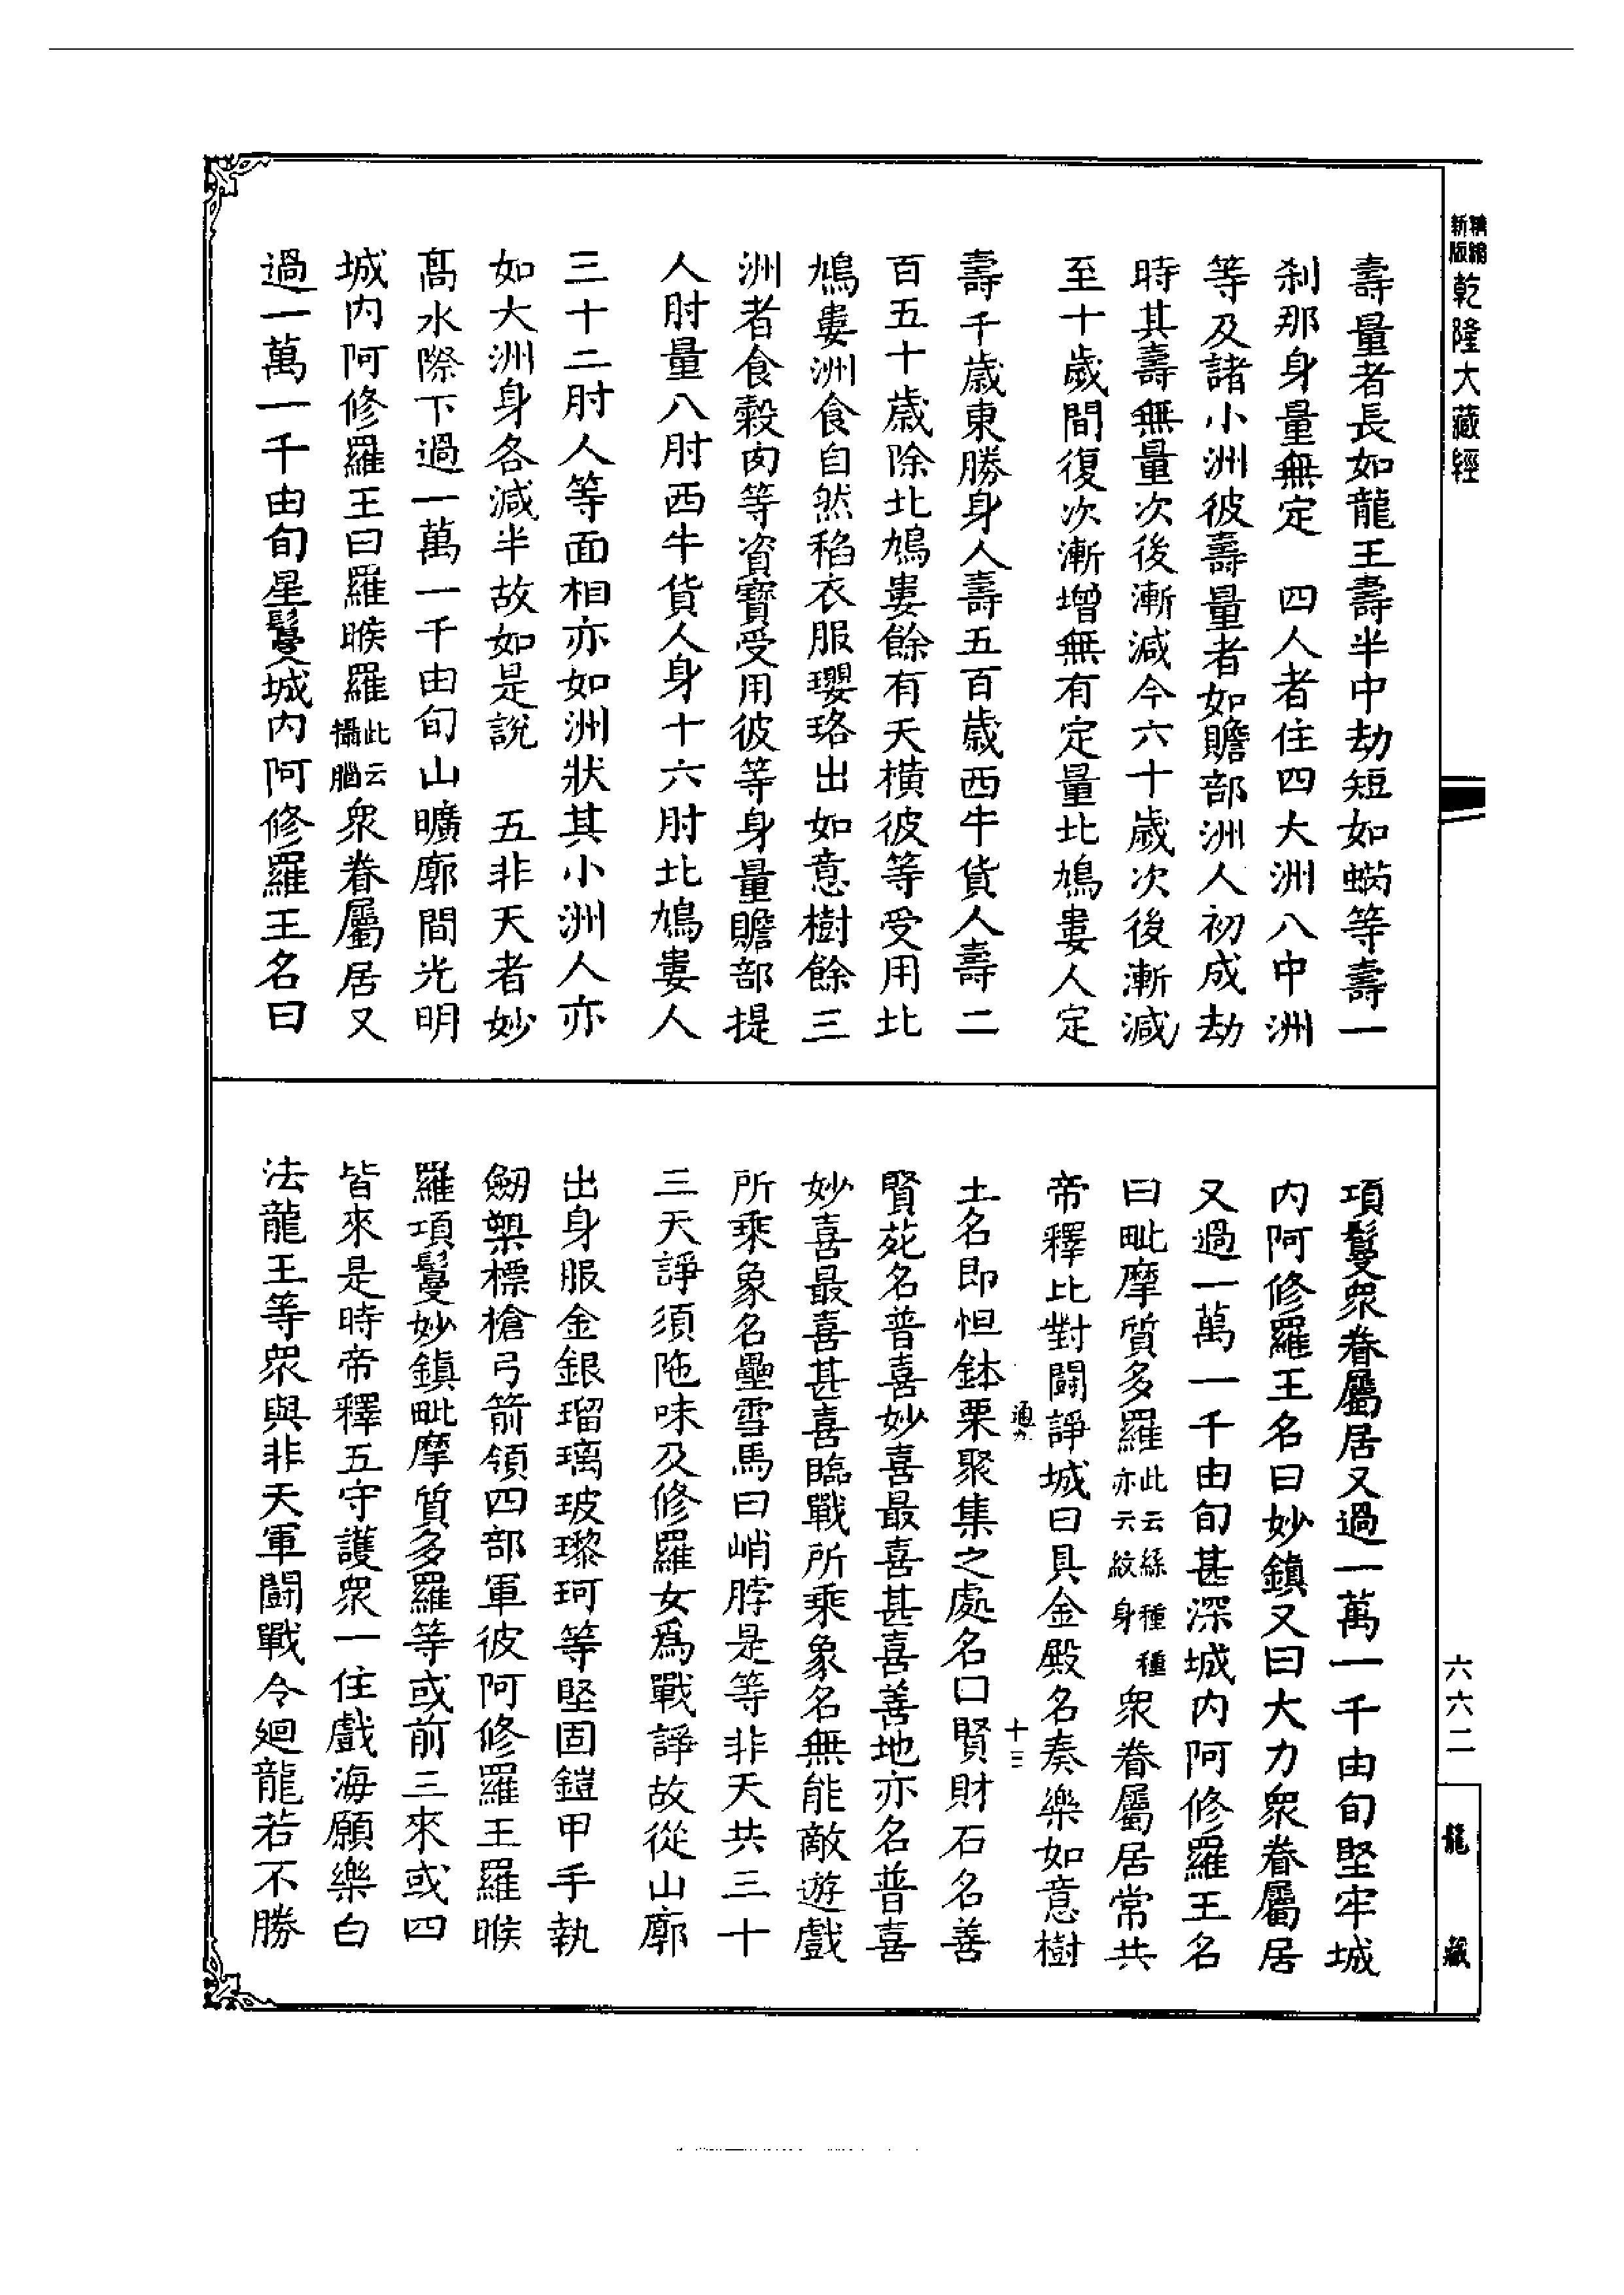 新版精縮乾隆大藏經
壽量者長如龍王壽半中劫短如蜹等壽一
刹那身量無定　四人者住四大洲八中洲
等及諸小洲彼壽量者如贍部洲人初成劫
時其壽無量次後漸減今六十歲次後漸減
至十歲間復次漸增無有定量北鳩婁人定
壽千歲東勝身人壽五百歲西牛貨人壽二
百五十歲除北鳩婁餘有天橫彼等受用北
鳩婁洲食自然稻衣服瓔珞出如意樹餘三
洲者食穀肉等資寶受用彼等身量贍部提
人肘量八肘西牛貨人身十六肘北鳩婁人
三十二肘人等面相亦如洲狀其小洲人亦
如大洲身各減半故如是說　五非天者妙
高水際下過一萬一千由旬山曠廓間光明
城內阿修羅王曰羅睺羅此云攝腦衆眷屬居又
過一萬一千由旬星鬘城內阿修羅王名曰
項鬘衆眷屬居又過一萬一千由旬堅牢城
內阿修羅王名曰妙鎮又曰大力衆眷屬居
又過一萬一千由旬甚深城內阿修羅王名
曰毗摩質多羅此云絲種種亦云紋身衆眷屬居常共
帝釋比對鬪諍城曰具金殿名奏樂如意樹
十三
土名即怛鉢栗聚集之處名曰賢財石名善
賢苑名普喜妙喜最喜甚喜善地亦名普喜
妙喜最喜甚喜臨戰所乘象名無能敵遊戲
所乘象名壘雪馬曰峭脖是等非天共三十
三天諍須陁味及修羅女爲戰諍故從山廓
出身服金銀瑠璃玻瓈珂等堅固鎧甲手執
劒槊標槍弓箭領四部軍彼阿修羅王羅睺
羅項鬘妙鎮毗摩質多羅等或前三來或四
皆來是時帝釋五守護衆一住戲海願樂白
法龍王等衆與非天軍鬪戰令廻龍若不勝
六六二
龍藏